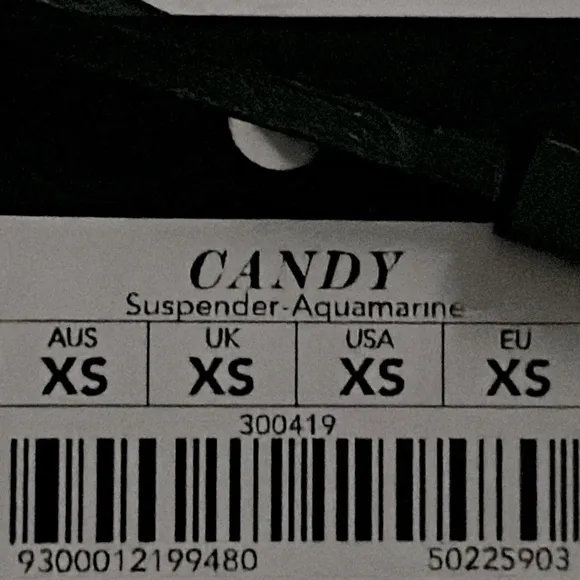 CANDY
Suspender-Aquamarine
AUS UK USA EU
XS XS XS XS
300419
9300012199480 50225903